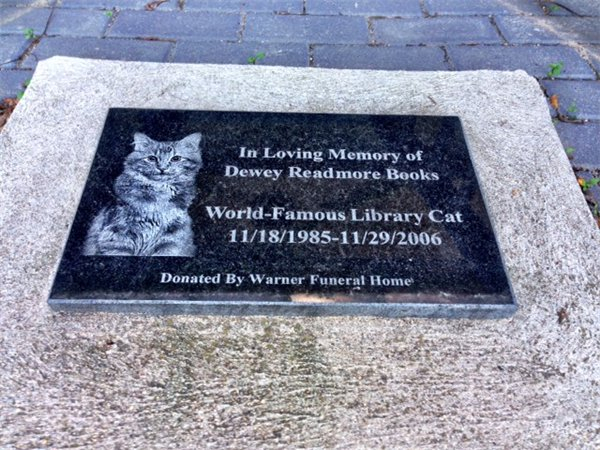 In Loving Memory of
Dewey Readmore Books
World-Famous Library Cat
11/18/1985-11/29/2006
Donated By Warner Funeral Home